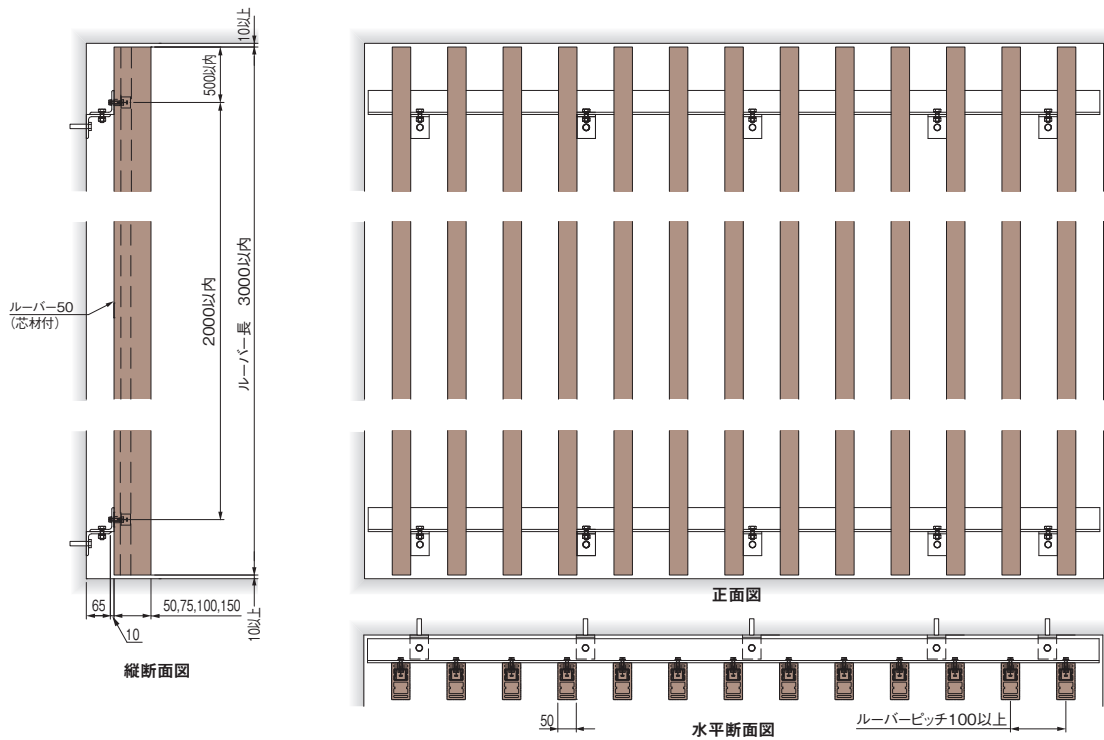 10以上
500以内
ルーバー50
(芯材付)
2000以内
ルーバー長 3000以内
65
10
50,75,100,150
10以上
縦断面図
正面図
50
水平断面図
ルーバーピッチ100以上